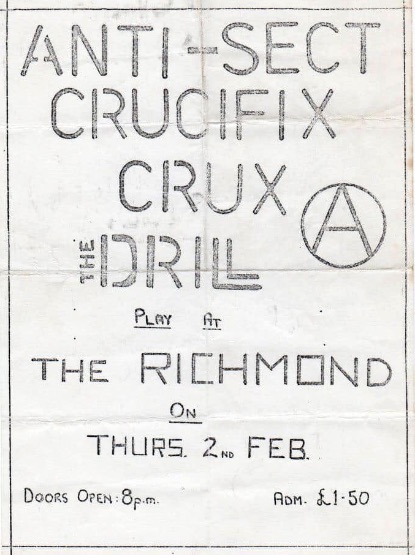 ANTI-SECT
CRUCIFIX
CRUX
THE DRILL
A
PLAY AT
THE RICHMOND
ON
THURS. 2ND FEB.
DOORS OPEN: 8p.m.
ADM. £1·50